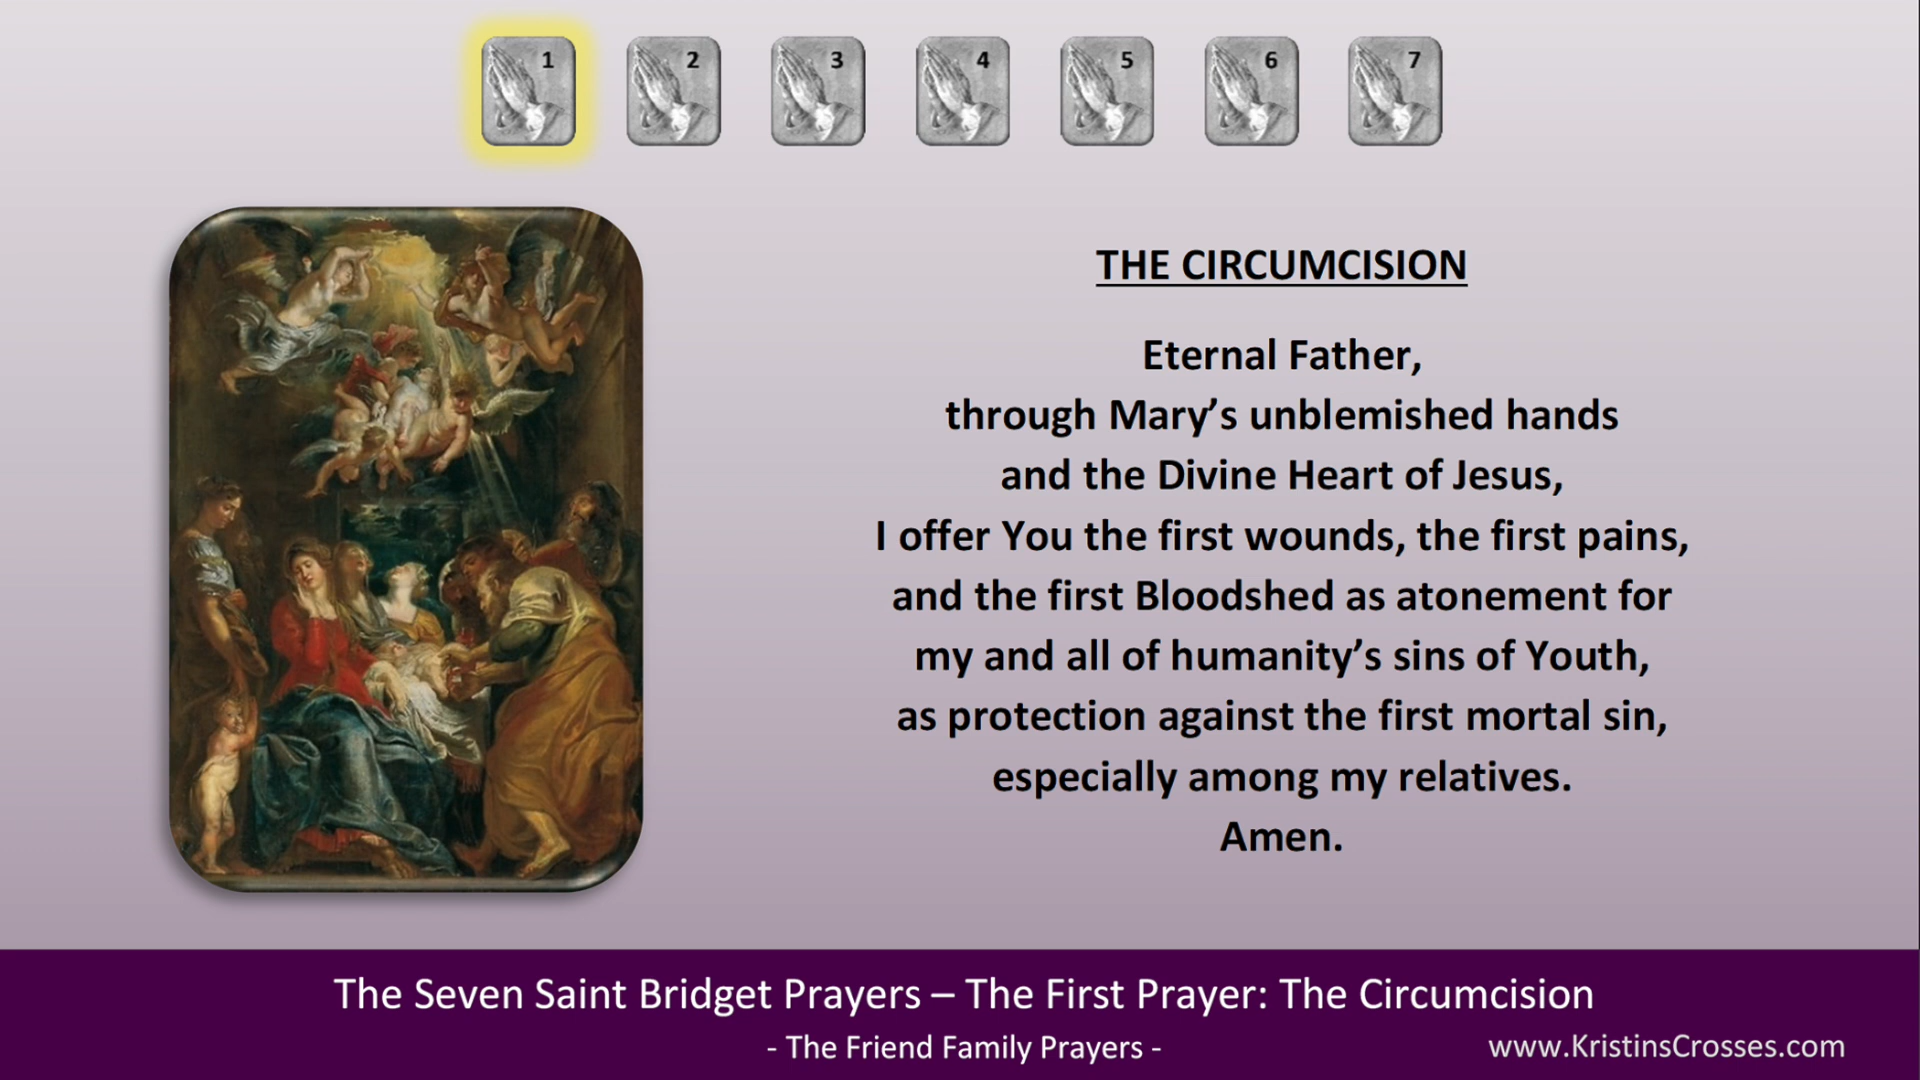 1 2 3 4 5 6 7
THE CIRCUMCISION
Eternal Father,
through Mary’s unblemished hands
and the Divine Heart of Jesus,
I offer You the first wounds, the first pains,
and the first Bloodshed as atonement for
my and all of humanity’s sins of Youth,
as protection against the first mortal sin,
especially among my relatives.
Amen.
The Seven Saint Bridget Prayers – The First Prayer: The Circumcision
- The Friend Family Prayers -
www.KristinsCrosses.com